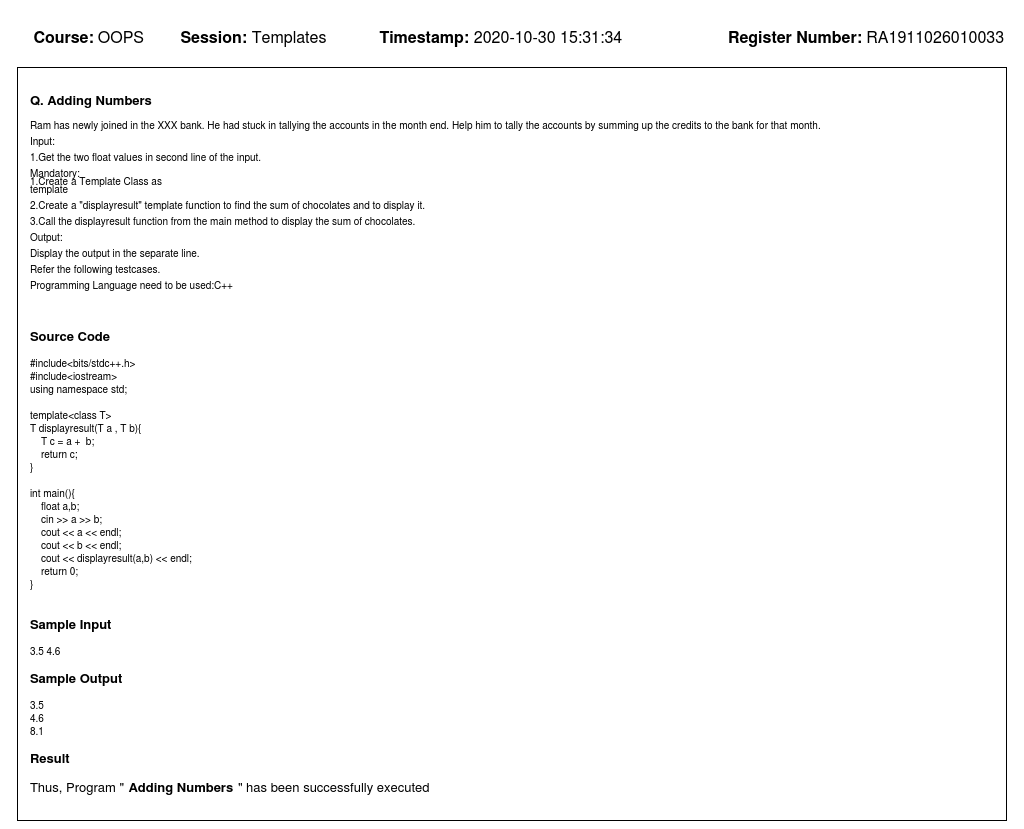 Course: OOPS Session: Templates Timestamp: 2020-10-30 15:31:34 Register Number: RA1911026010033
Q. Adding Numbers
Ram has newly joined in the XXX bank. He had stuck in tallying the accounts in the month end. Help him to tally the accounts by summing up the credits to the bank for that month.
Input:
1.Get the two float values in second line of the input.
Mandatory:
1.Create a Template Class as
template
2.Create a "displayresult" template function to find the sum of chocolates and to display it.
3.Call the displayresult function from the main method to display the sum of chocolates.
Output:
Display the output in the separate line.
Refer the following testcases.
Programming Language need to be used:C++
Source Code
#include<bits/stdc++.h>
#include<iostream>
using namespace std;
template<class T>
T displayresult(T a , T b){
    T c = a +  b;
    return c;
}
int main(){
    float a,b;
    cin >> a >> b;
    cout << a << endl;
    cout << b << endl;
    cout << displayresult(a,b) << endl;
    return 0;
}
Sample Input
3.5 4.6
Sample Output
3.5
4.6
8.1
Result
Thus, Program " Adding Numbers " has been successfully executed